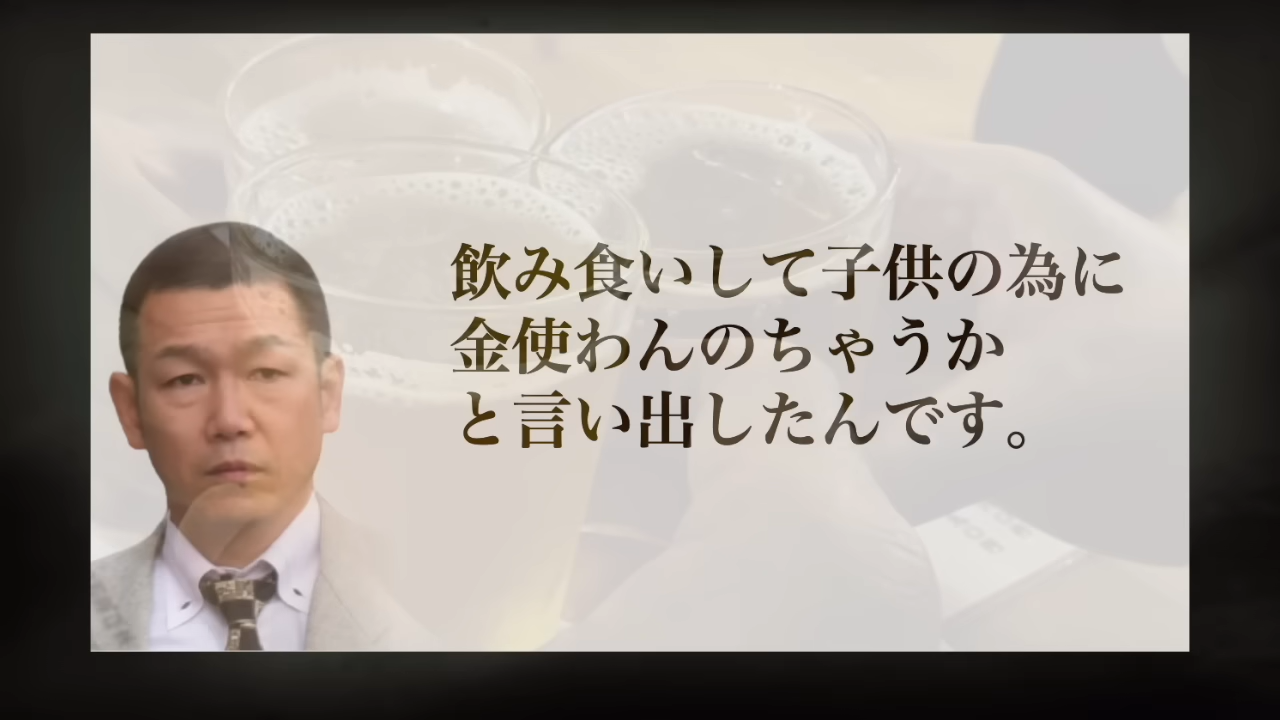 飲み食いして子供の為に
金使わんのちゃうか
と言い出したんです。